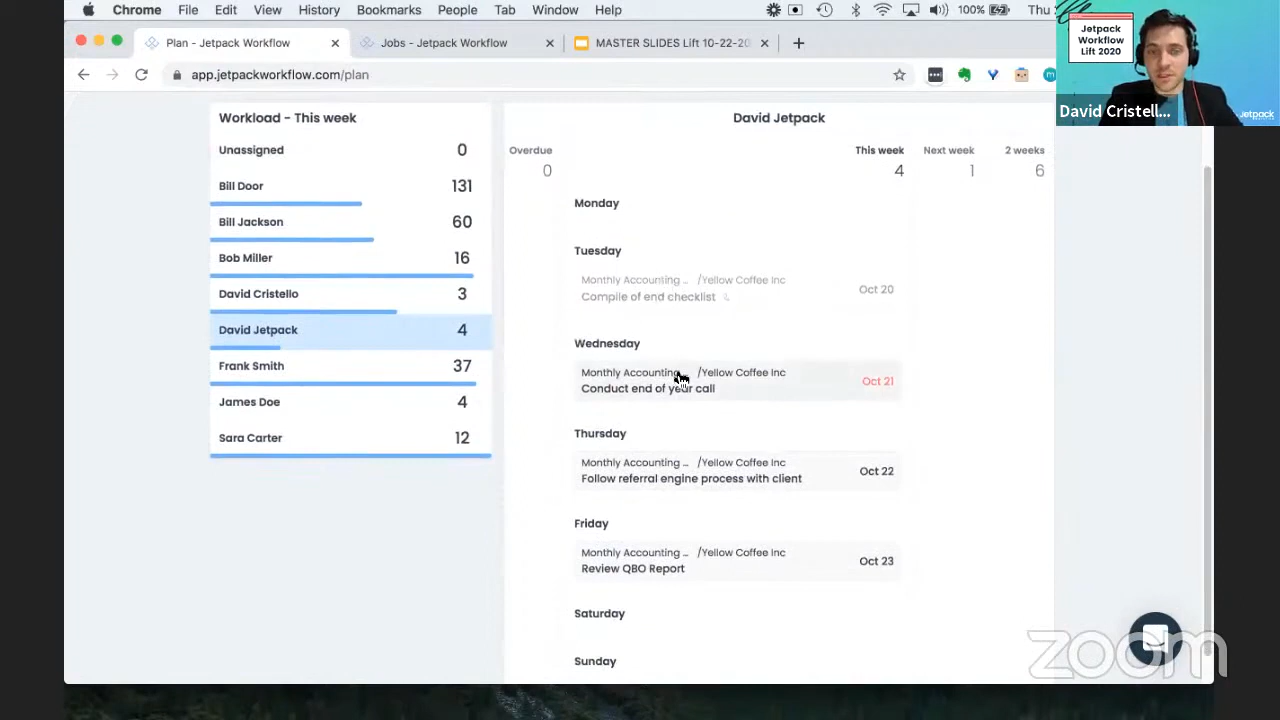 Chrome File Edit View History Bookmarks People Tab Window Help 100% Thu
Plan - Jetpack Workflow
Jobs - Jetpack Workflow
MASTER SLIDES Lift 10-22-20
app.jetpackworkflow.com/plan
Jetpack
Workflow
Lift 2020
David Cristell...
Jetpack
Workload - This week
Unassigned 0
Bill Door 131
Bill Jackson 60
Bob Miller 16
David Cristello 3
David Jetpack 4
Frank Smith 37
James Doe 4
Sara Carter 12
David Jetpack
Overdue This week Next week 2 weeks
0 4 1 6
Monday
Tuesday
Monthly Accounting ... /Yellow Coffee Inc
Compile of end checklist
Oct 20
Wednesday
Monthly Accounting /Yellow Coffee Inc
Conduct end of year call
Oct 21
Thursday
Monthly Accounting ... /Yellow Coffee Inc
Follow referral engine process with client
Oct 22
Friday
Monthly Accounting ... /Yellow Coffee Inc
Review QBO Report
Oct 23
Saturday
Sunday
zoom